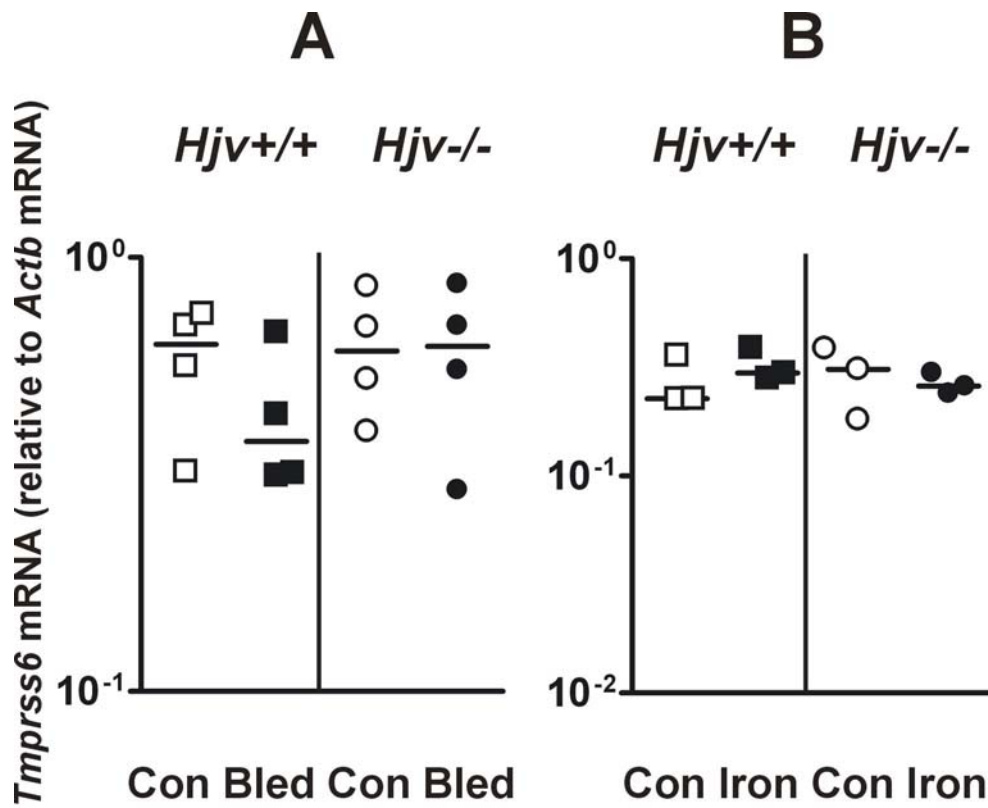 A B
Hjv+/+ Hjv-/- Hjv+/+ Hjv-/-
Tmprss6 mRNA (relative to Actb mRNA)
10⁰ 10⁰
10⁻¹
10⁻¹ 10⁻²
Con Bled Con Bled Con Iron Con Iron